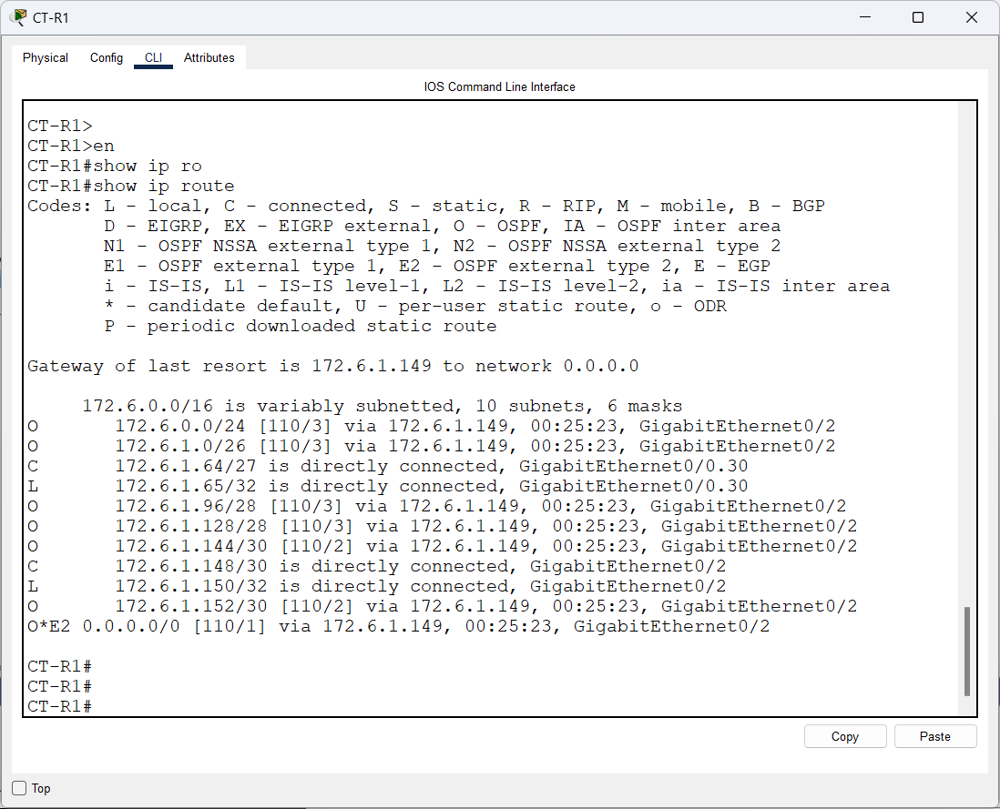 CT-R1
Physical Config CLI Attributes
IOS Command Line Interface
CT-R1>
CT-R1>en
CT-R1#show ip ro
CT-R1#show ip route
Codes: L - local, C - connected, S - static, R - RIP, M - mobile, B - BGP
       D - EIGRP, EX - EIGRP external, O - OSPF, IA - OSPF inter area
       N1 - OSPF NSSA external type 1, N2 - OSPF NSSA external type 2
       E1 - OSPF external type 1, E2 - OSPF external type 2, E - EGP
       i - IS-IS, L1 - IS-IS level-1, L2 - IS-IS level-2, ia - IS-IS inter area
       * - candidate default, U - per-user static route, o - ODR
       P - periodic downloaded static route
Gateway of last resort is 172.6.1.149 to network 0.0.0.0
     172.6.0.0/16 is variably subnetted, 10 subnets, 6 masks
O       172.6.0.0/24 [110/3] via 172.6.1.149, 00:25:23, GigabitEthernet0/2
O       172.6.1.0/26 [110/3] via 172.6.1.149, 00:25:23, GigabitEthernet0/2
C       172.6.1.64/27 is directly connected, GigabitEthernet0/0.30
L       172.6.1.65/32 is directly connected, GigabitEthernet0/0.30
O       172.6.1.96/28 [110/3] via 172.6.1.149, 00:25:23, GigabitEthernet0/2
O       172.6.1.128/28 [110/3] via 172.6.1.149, 00:25:23, GigabitEthernet0/2
O       172.6.1.144/30 [110/2] via 172.6.1.149, 00:25:23, GigabitEthernet0/2
C       172.6.1.148/30 is directly connected, GigabitEthernet0/2
L       172.6.1.150/32 is directly connected, GigabitEthernet0/2
O       172.6.1.152/30 [110/2] via 172.6.1.149, 00:25:23, GigabitEthernet0/2
O*E2 0.0.0.0/0 [110/1] via 172.6.1.149, 00:25:23, GigabitEthernet0/2
CT-R1#
CT-R1#
CT-R1#
Copy Paste
Top